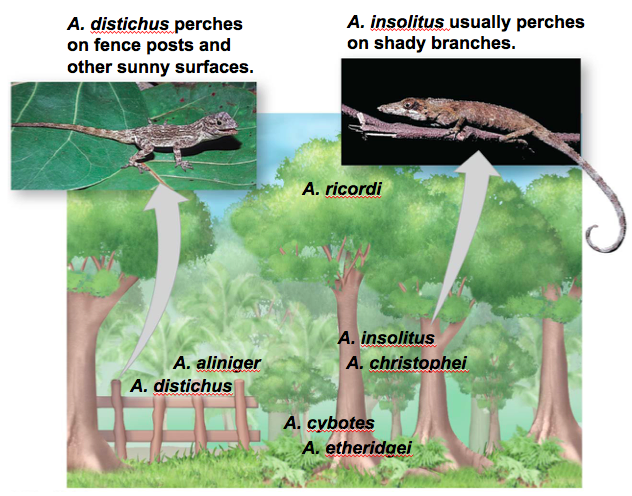 A. distichus perches
on fence posts and
other sunny surfaces.
A. insolitus usually perches
on shady branches.
A. ricordi
A. insolitus
A. aliniger
A. christophei
A. distichus
A. cybotes
A. etheridgei